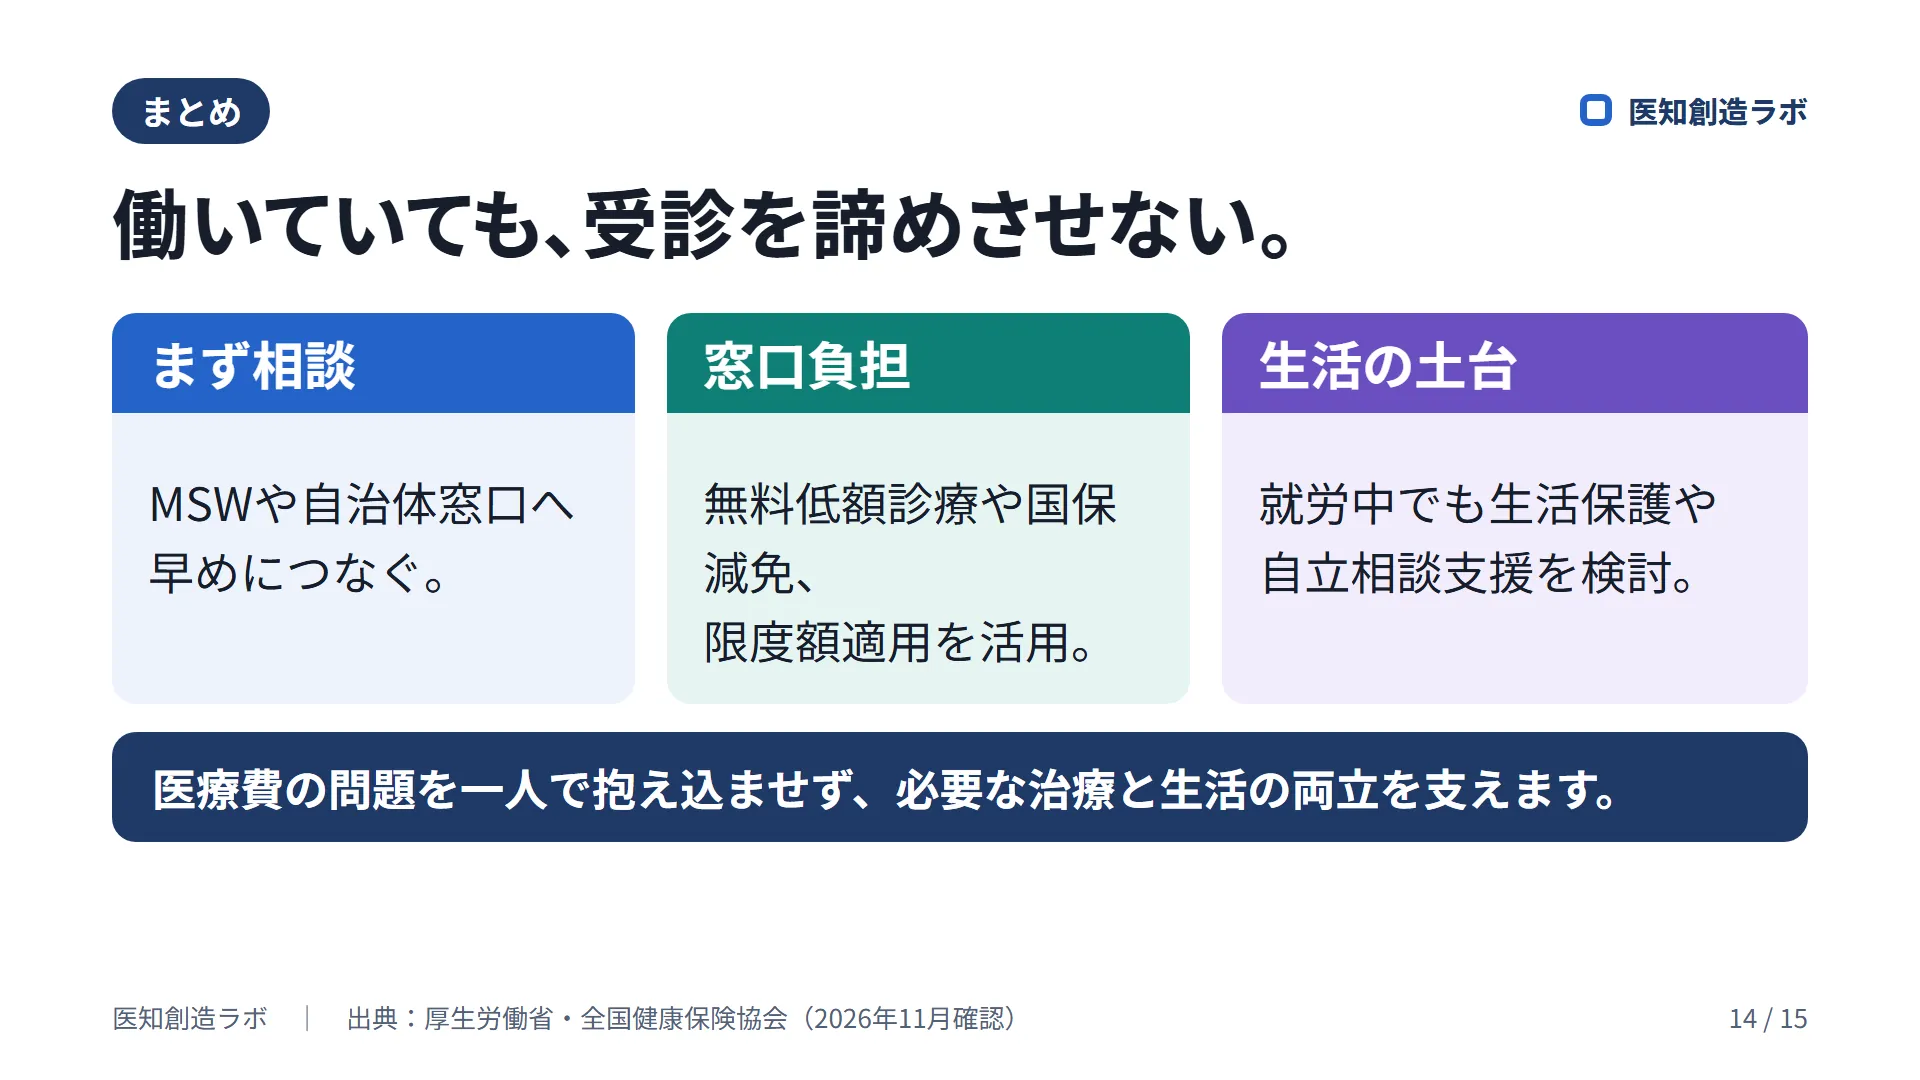 まとめ
医知創造ラボ
働いていても、受診を諦めさせない。
まず相談
MSWや自治体窓口へ
早めにつなぐ。
窓口負担
無料低額診療や国保
減免、
限度額適用を活用。
生活の土台
就労中でも生活保護や
自立相談支援を検討。
医療費の問題を一人で抱え込ませず、必要な治療と生活の両立を支えます。
医知創造ラボ ｜ 出典：厚生労働省・全国健康保険協会（2026年11月確認）
14 / 15